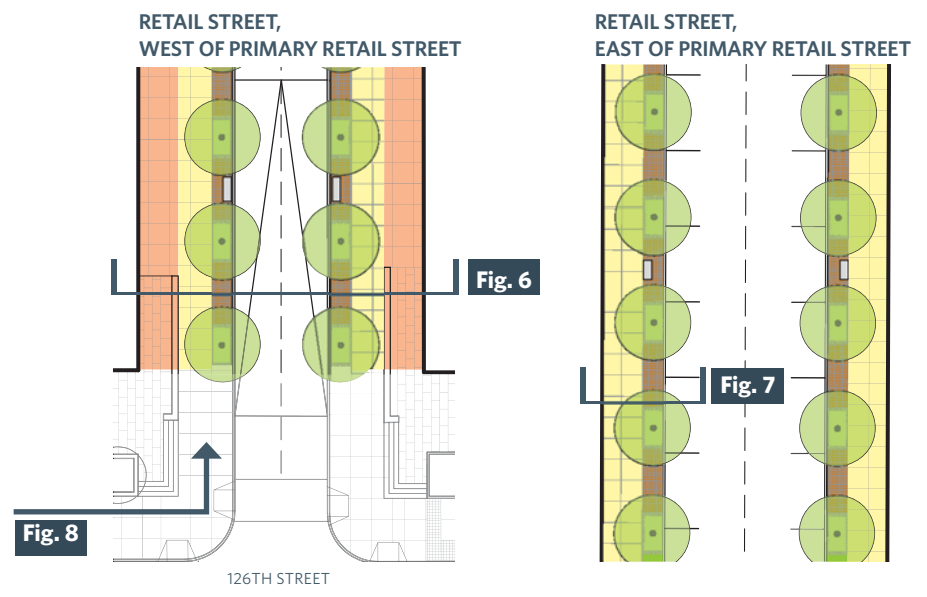 RETAIL STREET,
WEST OF PRIMARY RETAIL STREET
RETAIL STREET,
EAST OF PRIMARY RETAIL STREET
Fig. 6
Fig. 7
Fig. 8
126TH STREET